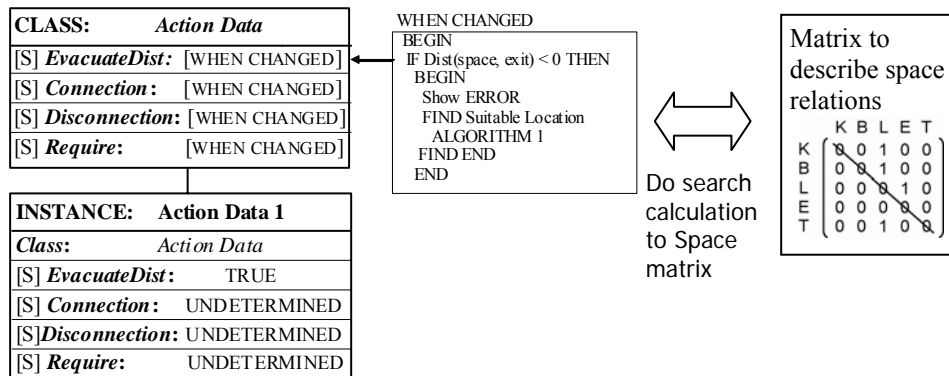 CLASS: Action Data
[S] EvacuateDist: [WHEN CHANGED]
[S] Connection: [WHEN CHANGED]
[S] Disconnection: [WHEN CHANGED]
[S] Require: [WHEN CHANGED]
INSTANCE: Action Data 1
Class: Action Data
[S] EvacuateDist: TRUE
[S] Connection: UNDETERMINED
[S]Disconnection: UNDETERMINED
[S] Require: UNDETERMINED
WHEN CHANGED
BEGIN
IF Dist(space, exit) < 0 THEN
BEGIN
Show ERROR
FIND Suitable Location
ALGORITHM 1
FIND END
END
Do search
calculation
to Space
matrix
Matrix to
describe space
relations
K B L E T
K 0 0 1 0 0
B 0 0 1 0 0
L 0 0 0 1 0
E 0 0 0 0 0
T 0 0 1 0 0